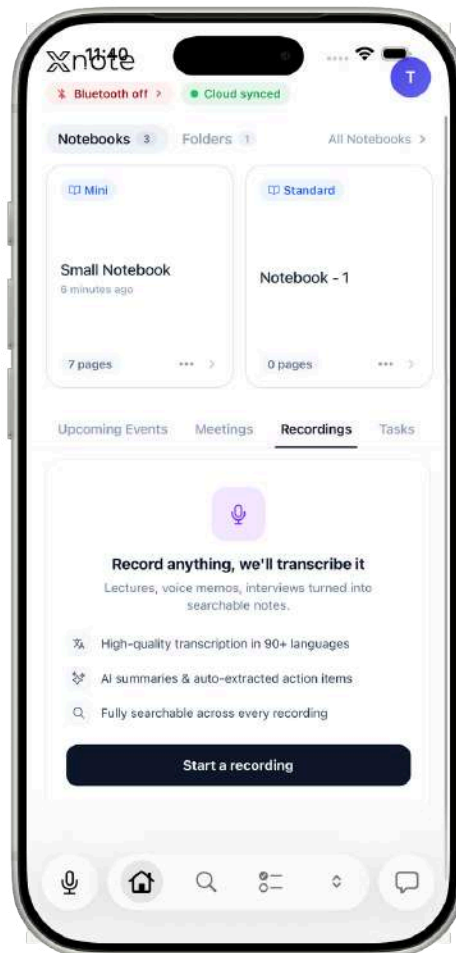 11:40
Xnote
T
Bluetooth off >
Cloud synced
Notebooks 3 Folders 1 All Notebooks >
Mini
Standard
Small Notebook
6 minutes ago
Notebook - 1
7 pages ••• >
0 pages ••• >
Upcoming Events Meetings Recordings Tasks
Record anything, we'll transcribe it
Lectures, voice memos, interviews turned into
searchable notes.
High-quality transcription in 90+ languages
AI summaries & auto-extracted action items
Fully searchable across every recording
Start a recording